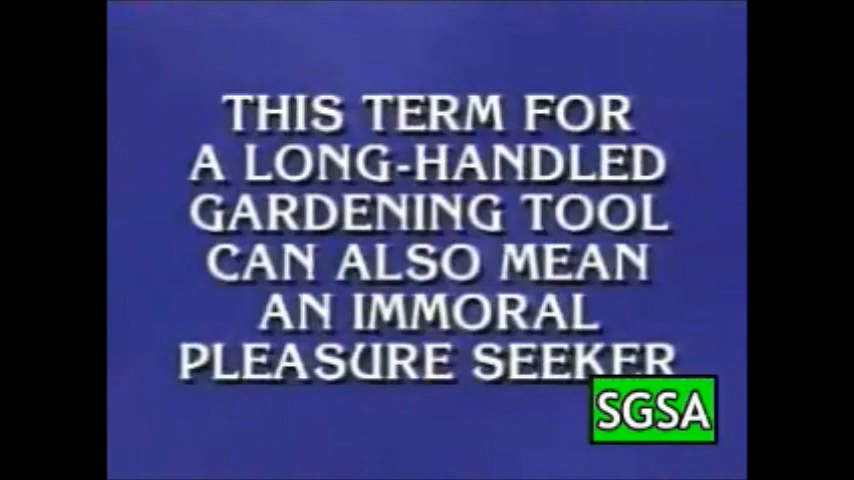 THIS TERM FOR
A LONG-HANDLED
GARDENING TOOL
CAN ALSO MEAN
AN IMMORAL
PLEASURE SEEKER
SGSA